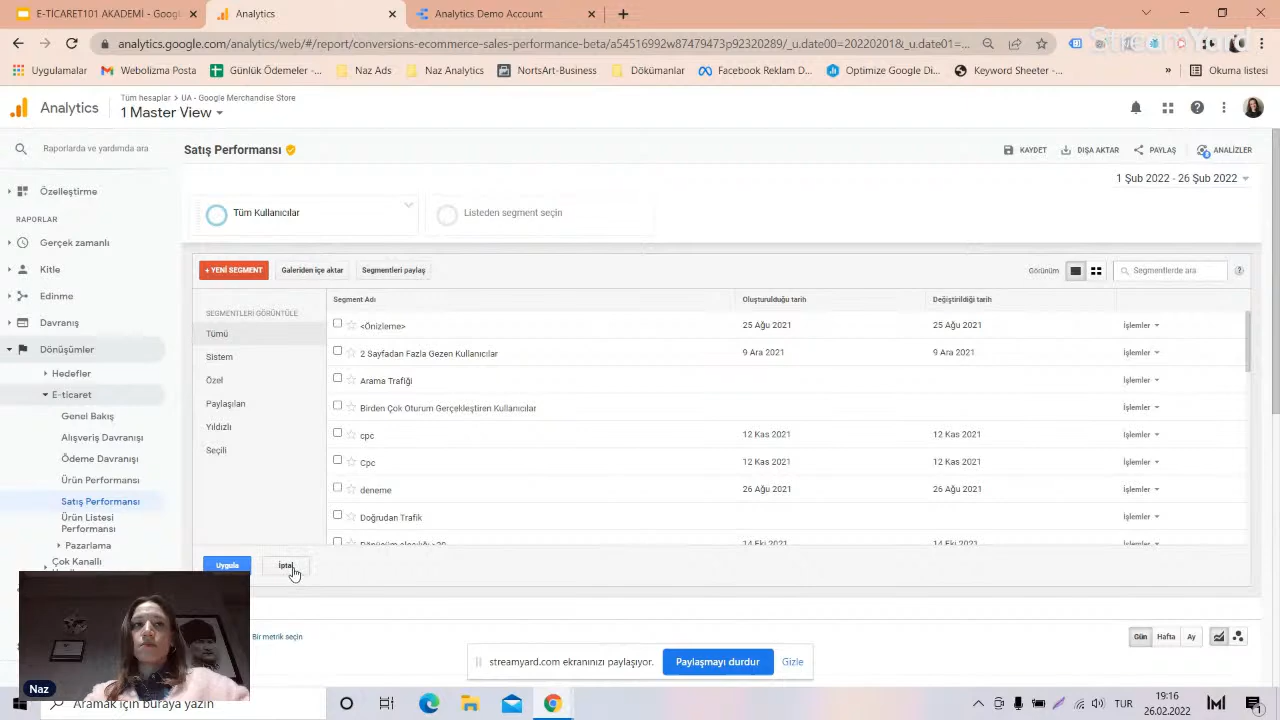 E-TİCARET101 AKADEMİ - Googl
Analytics
Analytics Demo Account
analytics.google.com/analytics/web/#/report/conversions-ecommerce-sales-performance-beta/a54516992w87479473p92320289/_u.date00=20220201&_u.date01=...
StreamYard
Uygulamalar
Webolizma Posta
Günlük Ödemeler -...
Naz Ads
Naz Analytics
NortsArt-Business
Dötöumanlar
Facebook Reklam D...
Optimize Google Di...
Keyword Sheeter -...
»
Okuma listesi
Analytics
Tüm hesaplar > UA - Google Merchandise Store
1 Master View
Raporlarda ve yardımda ara
Satış Performansı
KAYDET
DIŞA AKTAR
PAYLAŞ
ANALİZLER
1 Şub 2022 - 26 Şub 2022
Özelleştirme
RAPORLAR
Gerçek zamanlı
Kitle
Edinme
Davranış
Dönüşümler
Hedefler
E-ticaret
Genel Bakış
Alışveriş Davranışı
Ödeme Davranışı
Ürün Performansı
Satış Performansı
Ürün Listesi
Performansı
Pazarlama
Çok Kanallı
Tüm Kullanıcılar
Listeden segment seçin
+ YENİ SEGMENT
Galeriden içe aktar
Segmentleri paylaş
Görünüm
Segmentlerde ara
SEGMENTLERİ GÖRÜNTÜLE
Tümü
Sistem
Özel
Paylaşılan
Yıldızlı
Seçili
Segment Adı
Oluşturulduğu tarih
Değiştirildiği tarih
<Önizleme>
25 Ağu 2021
25 Ağu 2021
İşlemler
2 Sayfadan Fazla Gezen Kullanıcılar
9 Ara 2021
9 Ara 2021
İşlemler
Arama Trafiği
İşlemler
Birden Çok Oturum Gerçekleştiren Kullanıcılar
İşlemler
cpc
12 Kas 2021
12 Kas 2021
İşlemler
Cpc
12 Kas 2021
12 Kas 2021
İşlemler
deneme
26 Ağu 2021
26 Ağu 2021
İşlemler
Doğrudan Trafik
İşlemler
14 Eki 2021
14 Eki 2021
İşlemler
Uygula
İptal
Bir metrik seçin
Gün
Hafta
Ay
streamyard.com ekranınızı paylaşıyor.
Paylaşmayı durdur
Gizle
Naz
Aramak için buraya yazın
TUR
19:16
26.02.2022
1